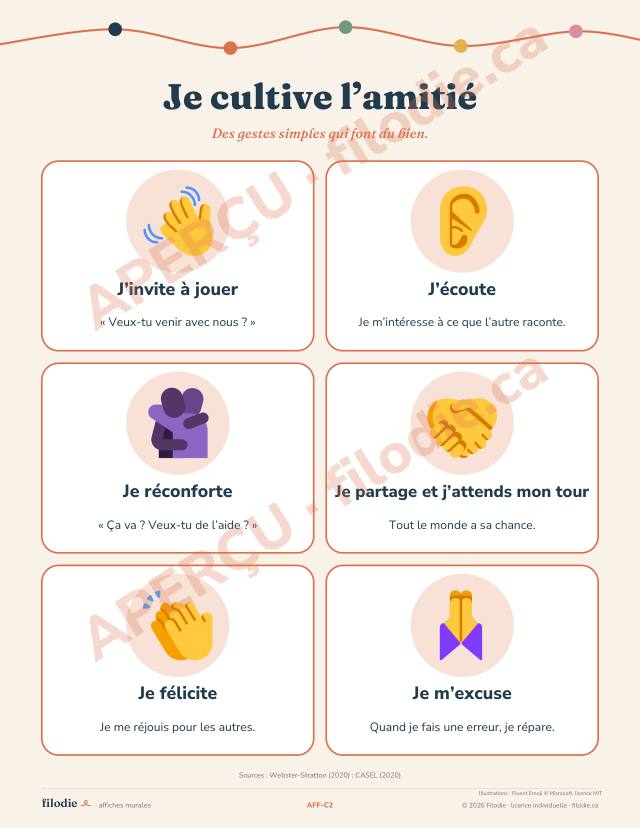 Je cultive l'amitié
Des gestes simples qui font du bien.
J'invite à jouer
« Veux-tu venir avec nous ? »
J'écoute
Je m'intéresse à ce que l'autre raconte.
Je réconforte
« Ça va ? Veux-tu de l'aide ? »
Je partage et j'attends mon tour
Tout le monde a sa chance.
Je félicite
Je me réjouis pour les autres.
Je m'excuse
Quand je fais une erreur, je répare.
APERÇU · filodie.ca
APERÇU · filodie.ca
Sources : Webster-Stratton (2020) ; CASEL (2020)
Illustrations : Fluent Emoji © Microsoft, licence MIT
filodie · affiches murales
AFF-C2
© 2026 Filodie · licence individuelle · filodie.ca